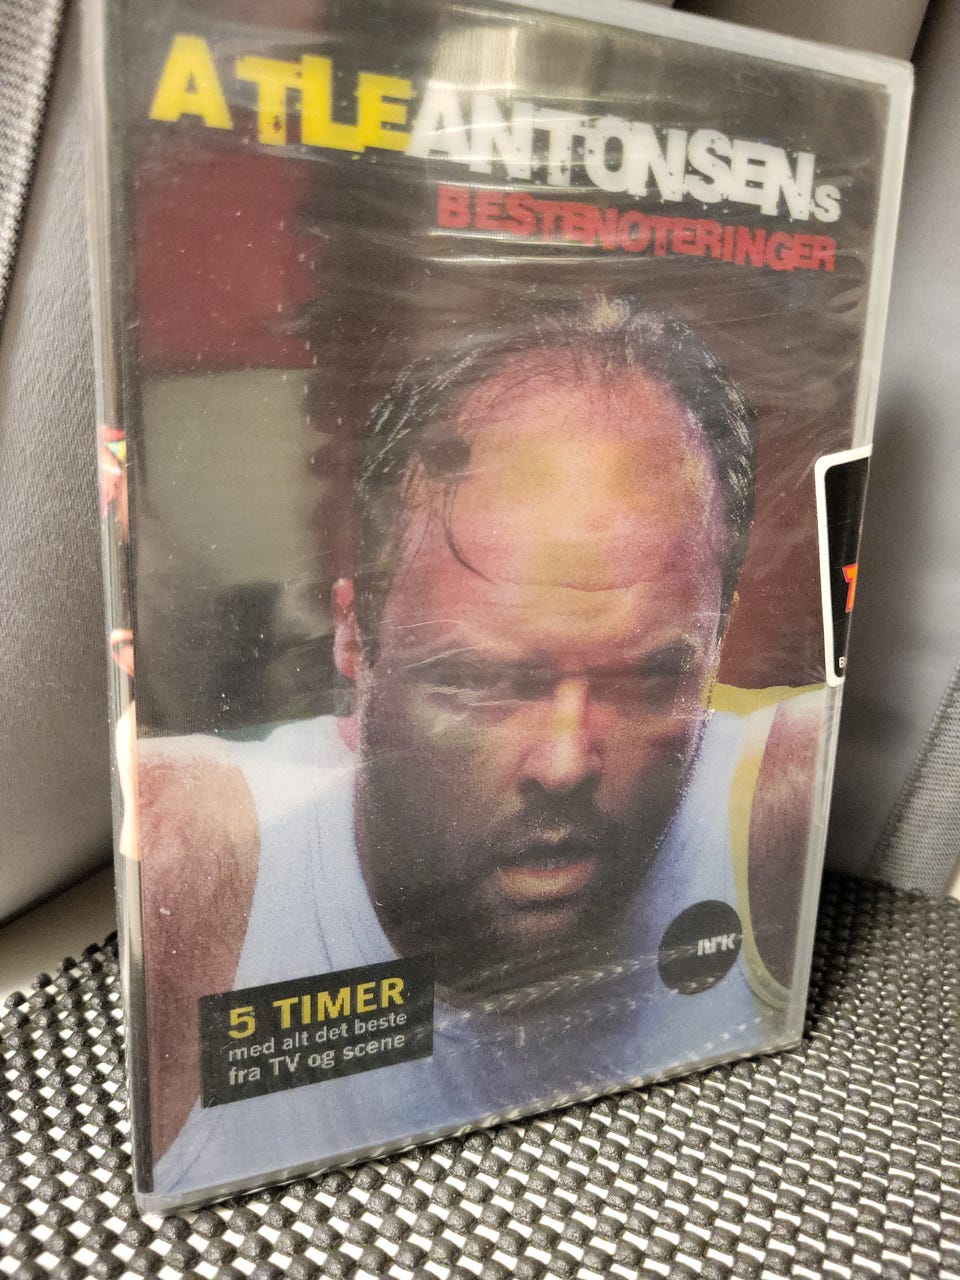 ATLE ANTONSENs
BESTENOTERINGER
5 TIMER
med alt det beste
fra TV og scene
NRK